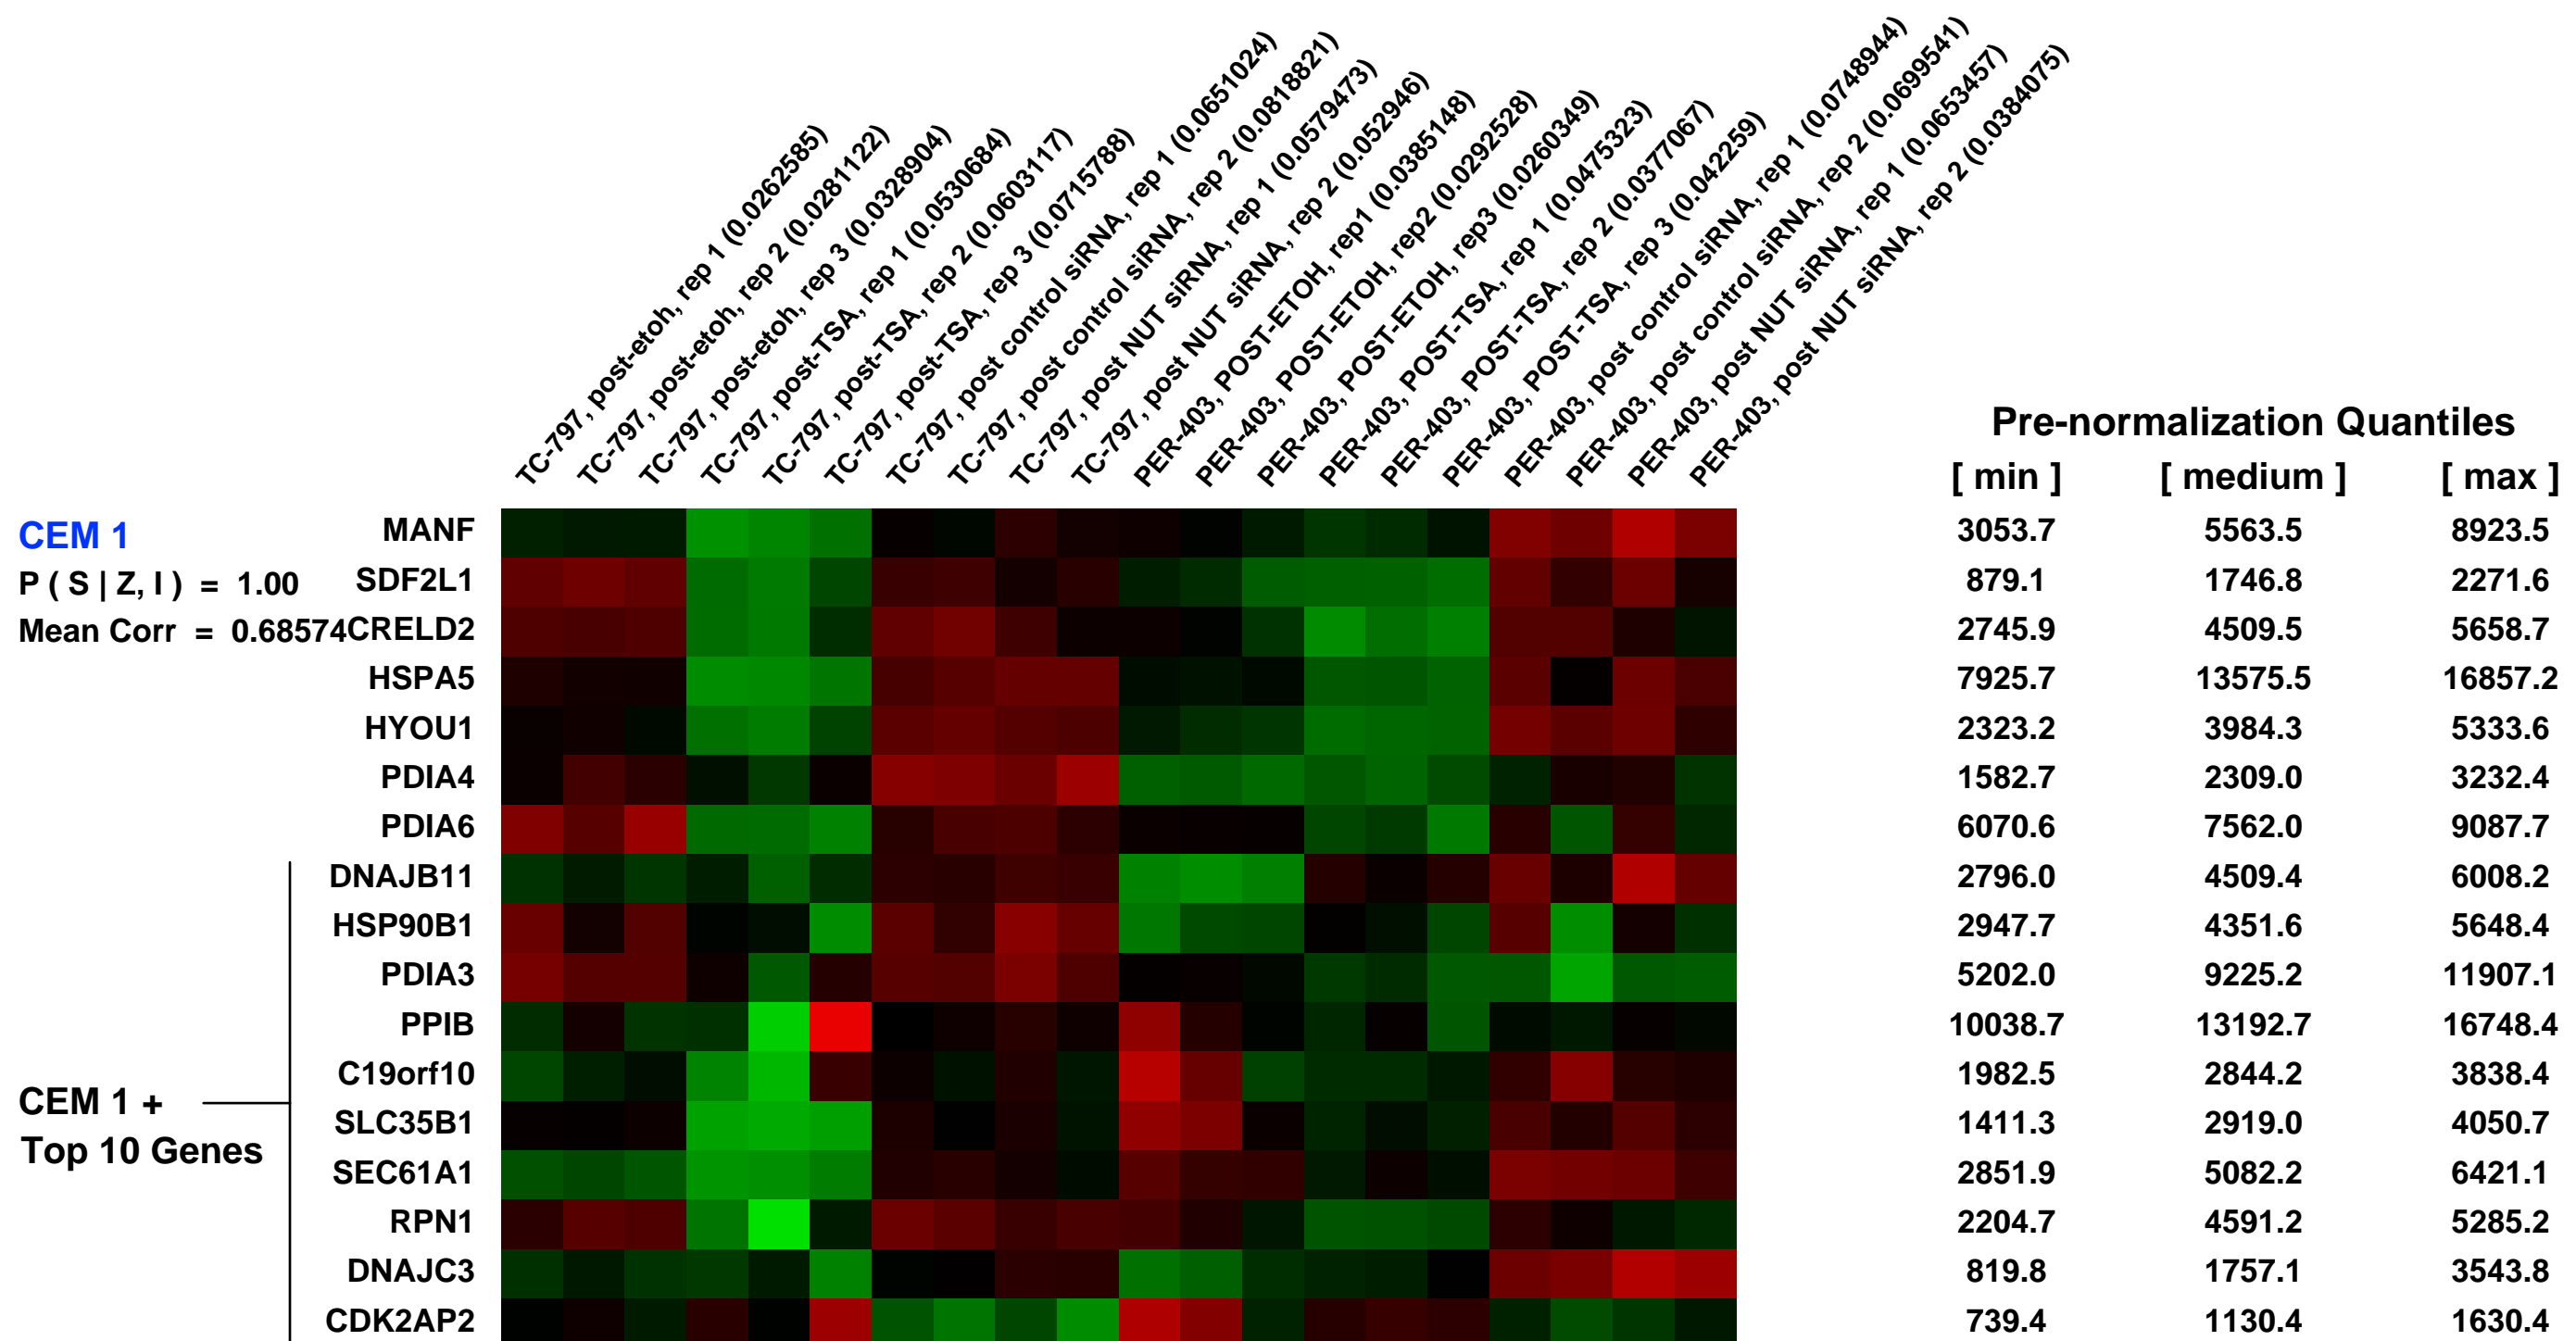 TC-797, post-etoh, rep 1 (0.0262585)
TC-797, post-etoh, rep 2 (0.0281122)
TC-797, post-etoh, rep 3 (0.0328904)
TC-797, post-TSA, rep 1 (0.0530684)
TC-797, post-TSA, rep 2 (0.0603117)
TC-797, post-TSA, rep 3 (0.0715788)
TC-797, post control siRNA, rep 1 (0.0651024)
TC-797, post control siRNA, rep 2 (0.0818821)
TC-797, post NUT siRNA, rep 1 (0.0579473)
TC-797, post NUT siRNA, rep 2 (0.052946)
PER-403, POST-ETOH, rep1 (0.0385148)
PER-403, POST-ETOH, rep2 (0.0292528)
PER-403, POST-ETOH, rep3 (0.0260349)
PER-403, POST-TSA, rep 1 (0.0475323)
PER-403, POST-TSA, rep 2 (0.0377067)
PER-403, POST-TSA, rep 3 (0.042259)
PER-403, post control siRNA, rep 1 (0.0748944)
PER-403, post control siRNA, rep 2 (0.0699541)
PER-403, post NUT siRNA, rep 1 (0.0653457)
PER-403, post NUT siRNA, rep 2 (0.0384075)
Pre-normalization Quantiles
[ min ] [ medium ] [ max ]
CEM 1 MANF 3053.7 5563.5 8923.5
P ( S | Z, I ) = 1.00 SDF2L1 879.1 1746.8 2271.6
Mean Corr = 0.68574 CRELD2 2745.9 4509.5 5658.7
HSPA5 7925.7 13575.5 16857.2
HYOU1 2323.2 3984.3 5333.6
PDIA4 1582.7 2309.0 3232.4
PDIA6 6070.6 7562.0 9087.7
DNAJB11 2796.0 4509.4 6008.2
HSP90B1 2947.7 4351.6 5648.4
PDIA3 5202.0 9225.2 11907.1
PPIB 10038.7 13192.7 16748.4
C19orf10 1982.5 2844.2 3838.4
CEM 1 +
SLC35B1 1411.3 2919.0 4050.7
Top 10 Genes
SEC61A1 2851.9 5082.2 6421.1
RPN1 2204.7 4591.2 5285.2
DNAJC3 819.8 1757.1 3543.8
CDK2AP2 739.4 1130.4 1630.4